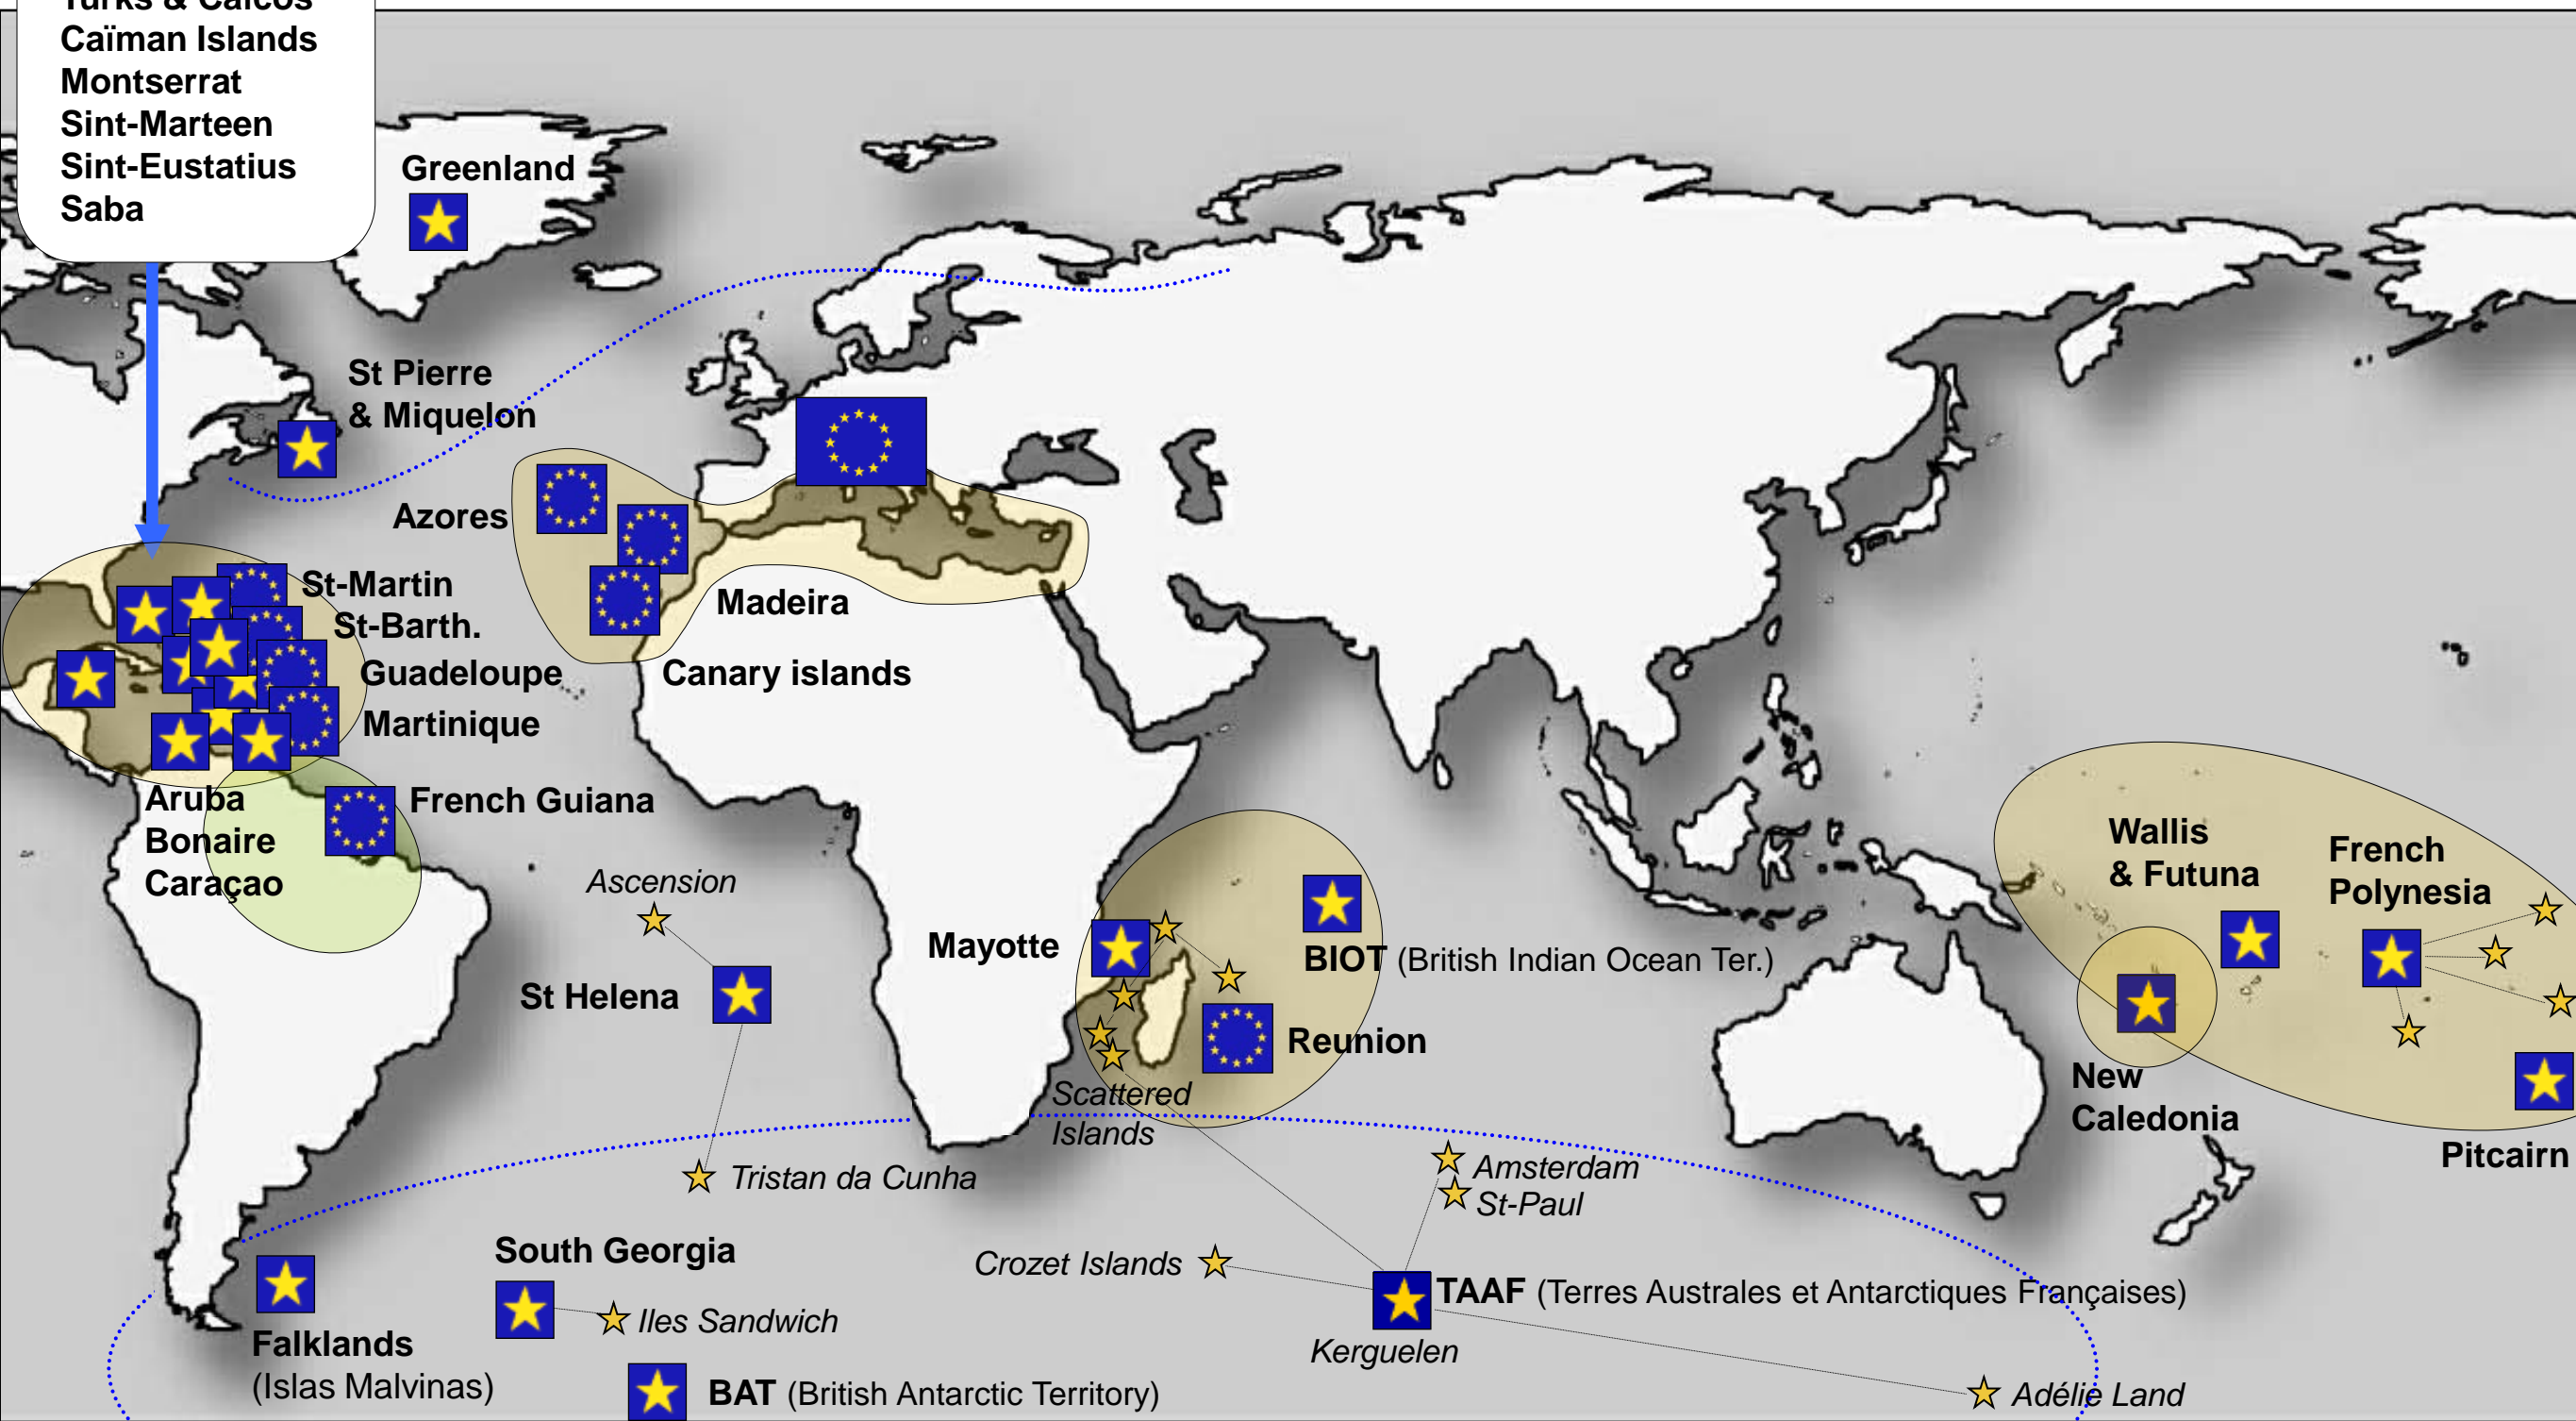 Turks & Caïcos
Caïman Islands
Montserrat
Sint-Marteen
Sint-Eustatius
Saba
Greenland
St Pierre
& Miquelon
Azores
Madeira
Canary islands
St-Martin
St-Barth.
Guadeloupe
Martinique
Aruba
Bonaire
Caraçao
French Guiana
Ascension
St Helena
Tristan da Cunha
Mayotte
BIOT (British Indian Ocean Ter.)
Reunion
Scattered
Islands
Wallis
& Futuna
French
Polynesia
New
Caledonia
Pitcairn
Amsterdam
St-Paul
Crozet Islands
TAAF (Terres Australes et Antarctiques Françaises)
Kerguelen
Adélie Land
South Georgia
Iles Sandwich
Falklands
(Islas Malvinas)
BAT (British Antarctic Territory)